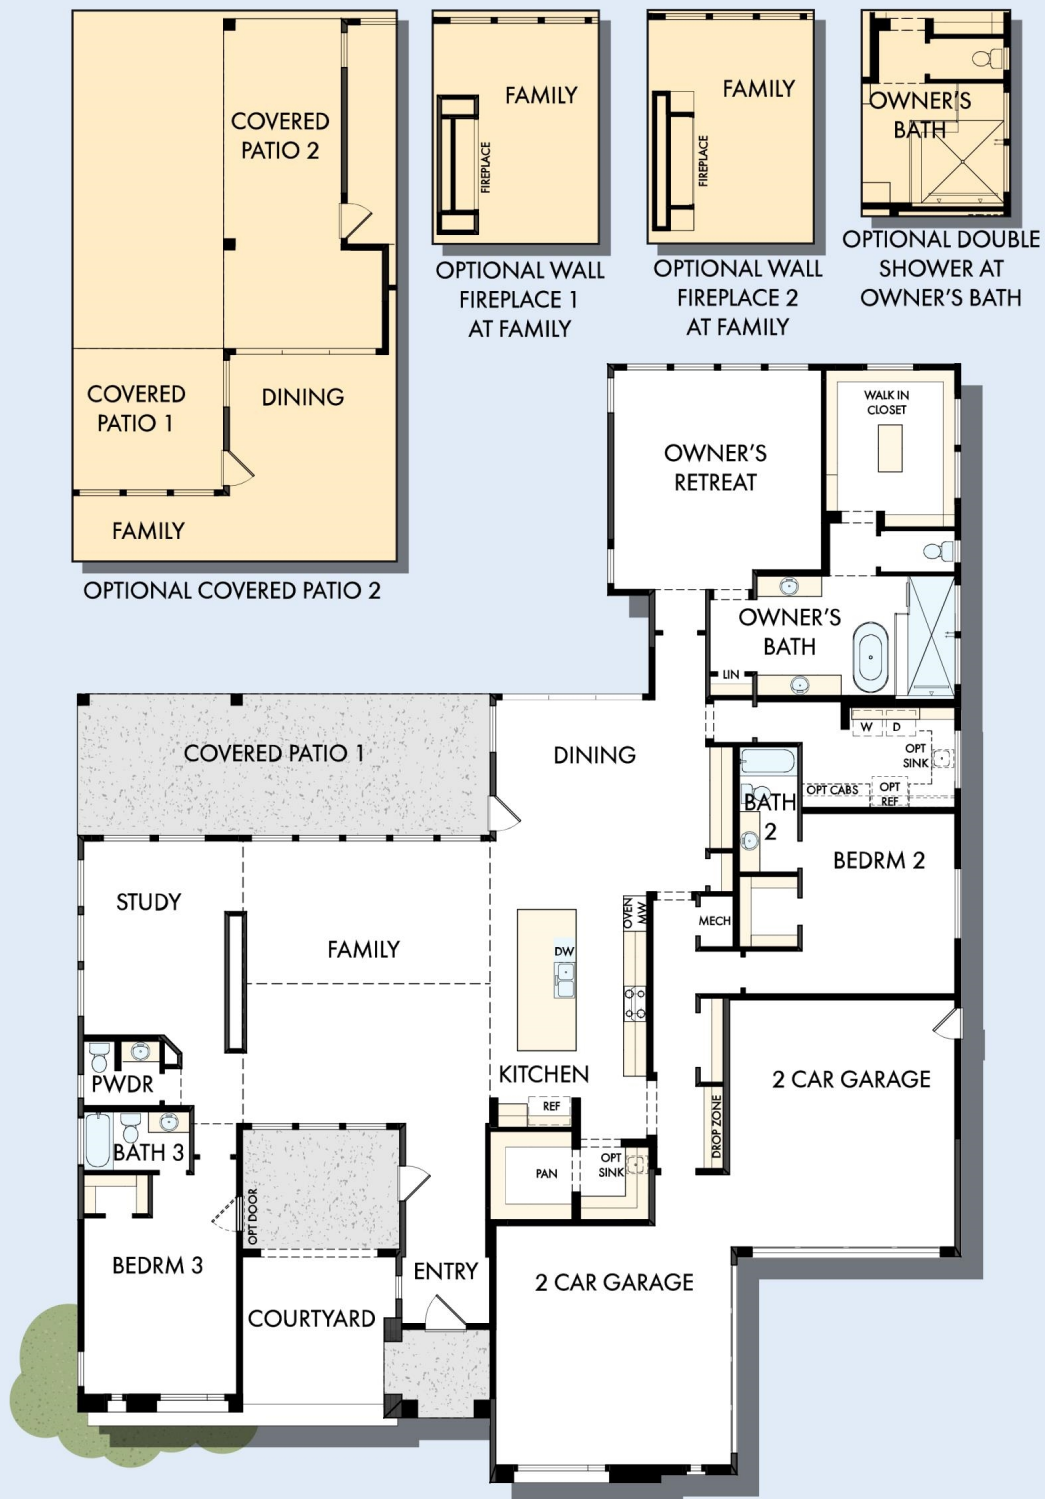 COVERED
PATIO 2
COVERED
PATIO 1
DINING
FAMILY
OPTIONAL COVERED PATIO 2
FAMILY
FIREPLACE
OPTIONAL WALL
FIREPLACE 1
AT FAMILY
FAMILY
FIREPLACE
OPTIONAL WALL
FIREPLACE 2
AT FAMILY
OWNER'S
BATH
OPTIONAL DOUBLE
SHOWER AT
OWNER'S BATH
OWNER'S
RETREAT
WALK IN
CLOSET
OWNER'S
BATH
LIN
COVERED PATIO 1
DINING
W
D
OPT
SINK
OPT CABS
OPT
REF
BATH
2
BEDRM 2
STUDY
FAMILY
OVEN
MW
MECH
DW
KITCHEN
REF
PWDR
BATH 3
2 CAR GARAGE
DROP ZONE
PAN
OPT
SINK
OPT DOOR
BEDRM 3
ENTRY
COURTYARD
2 CAR GARAGE